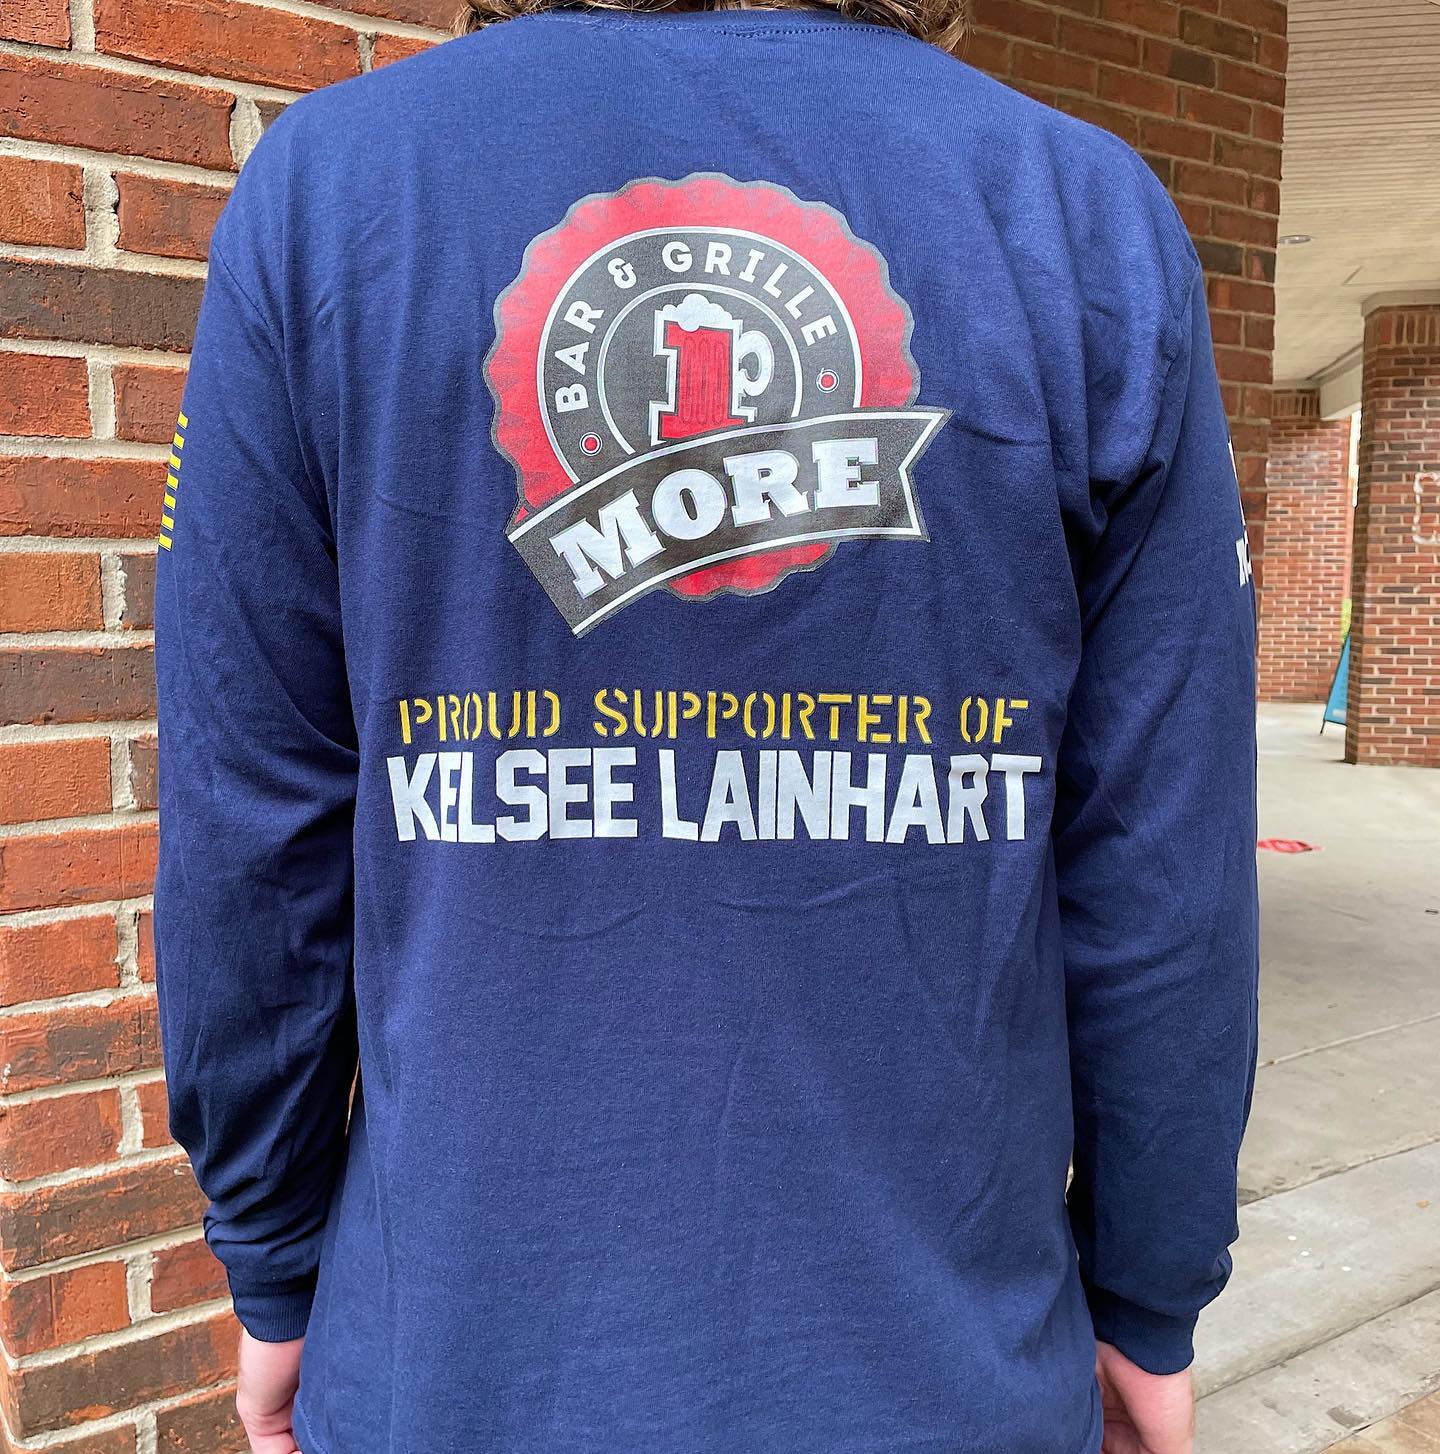 BAR & GRILLE
1
MORE
PROUD SUPPORTER OF
KELSEE LAINHART